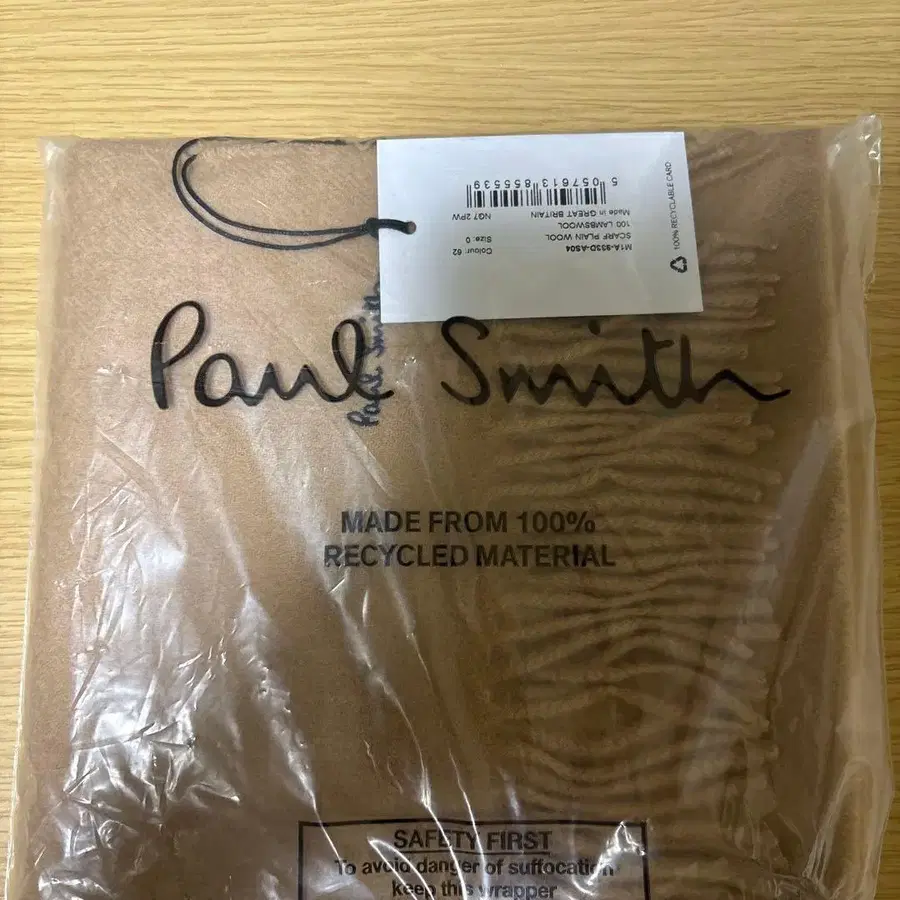 M1A-933D-AS04 Colour: 62
SCARF PLAIN WOOL Size: 0
100 LAMBSWOOL
Made in GREAT BRITAIN NG7 2PW
5 057613 855539
100% RECYCLABLE CARD
Paul Smith
Paul Smith
MADE FROM 100%
RECYCLED MATERIAL
SAFETY FIRST
To avoid danger of suffocation
keep this wrapper